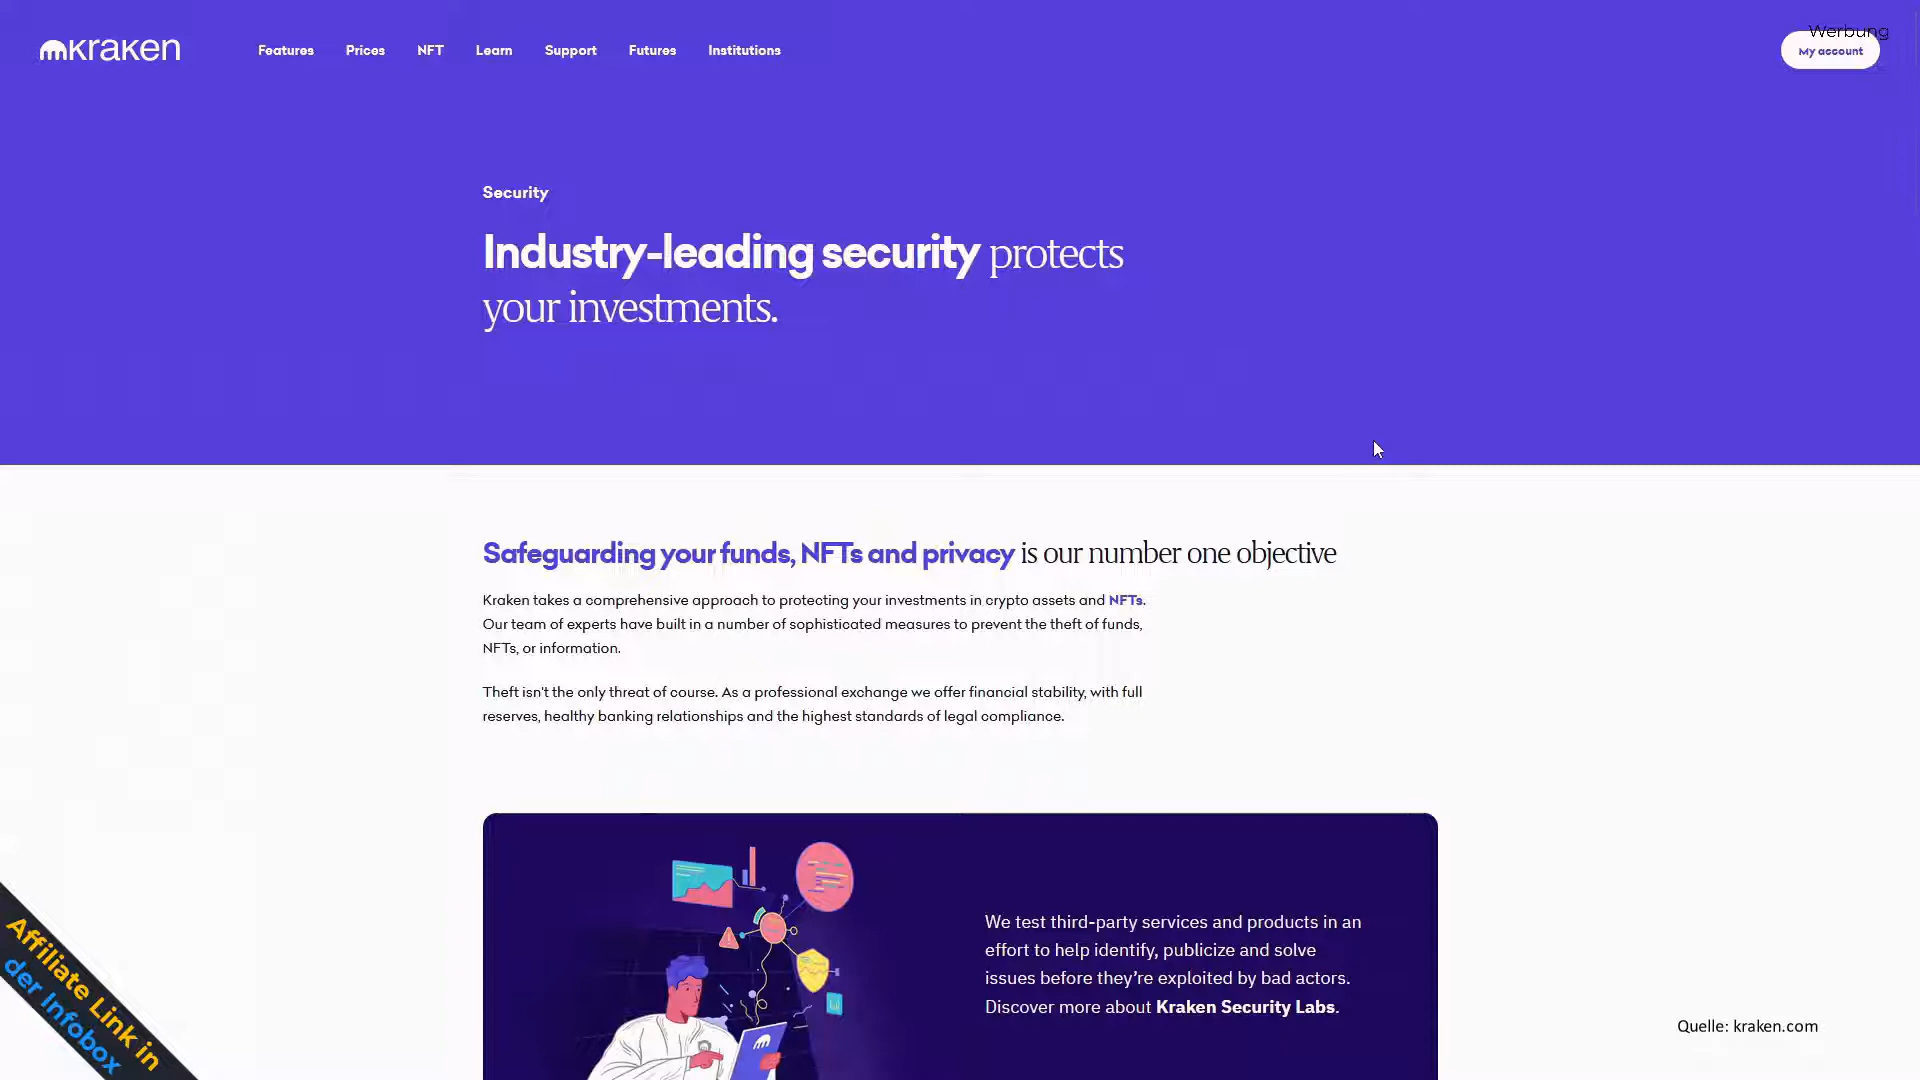 Werbung
kraken
Features Prices NFT Learn Support Futures Institutions
My account
Security
Industry-leading security protects
your investments.
Safeguarding your funds, NFTs and privacy is our number one objective
Kraken takes a comprehensive approach to protecting your investments in crypto assets and NFTs.
Our team of experts have built in a number of sophisticated measures to prevent the theft of funds,
NFTs, or information.
Theft isn't the only threat of course. As a professional exchange we offer financial stability, with full
reserves, healthy banking relationships and the highest standards of legal compliance.
We test third-party services and products in an
effort to help identify, publicize and solve
issues before they're exploited by bad actors.
Discover more about Kraken Security Labs.
Affiliate Link in
der Infobox
Quelle: kraken.com